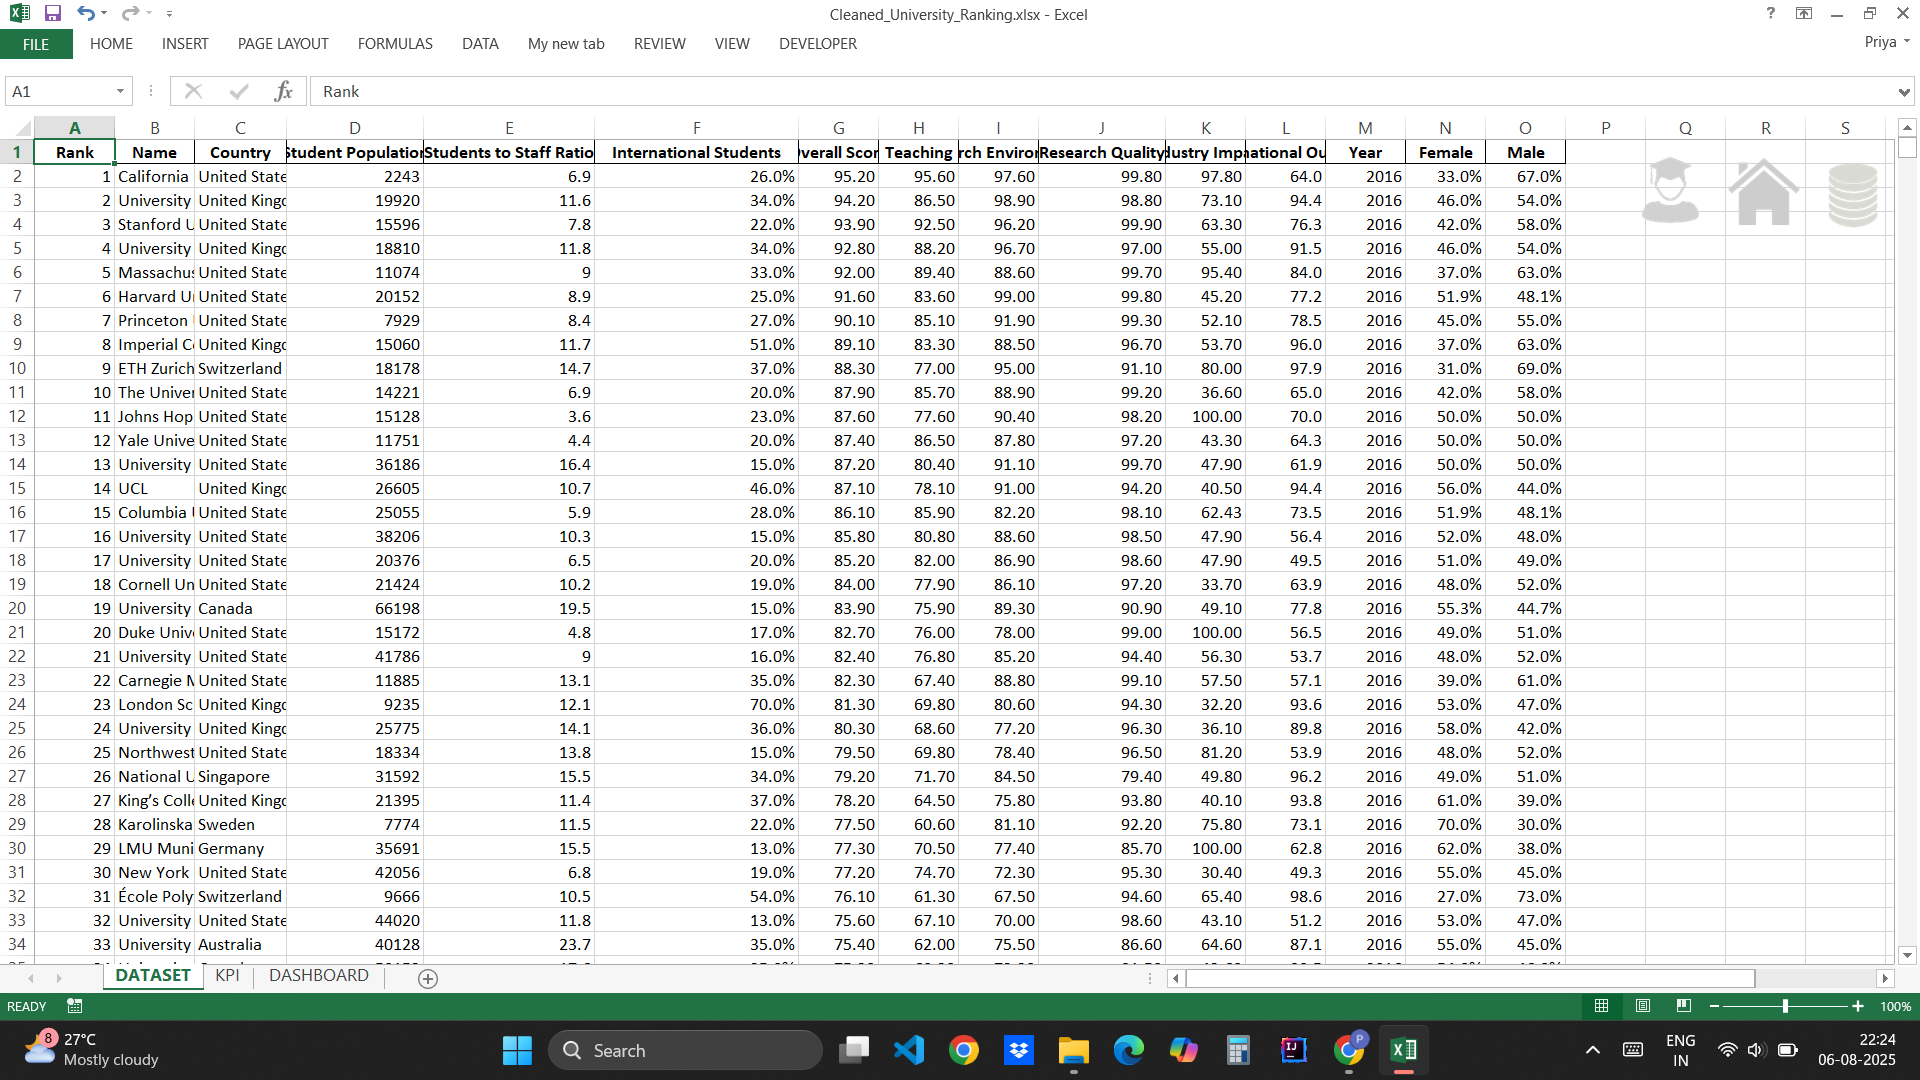 Cleaned_University_Ranking.xlsx - Excel
?
FILE HOME INSERT PAGE LAYOUT FORMULAS DATA My new tab REVIEW VIEW DEVELOPER Priya
A1 fx Rank
A B C D E F G H I J K L M N O P Q R S
1 Rank Name Country Student Population Students to Staff Ratio International Students Overall Scor Teaching rch Environ Research Quality dustry Impa national Ou Year Female Male
2 1 California United State 2243 6.9 26.0% 95.20 95.60 97.60 99.80 97.80 64.0 2016 33.0% 67.0%
3 2 University United Kingd 19920 11.6 34.0% 94.20 86.50 98.90 98.80 73.10 94.4 2016 46.0% 54.0%
4 3 Stanford U United State 15596 7.8 22.0% 93.90 92.50 96.20 99.90 63.30 76.3 2016 42.0% 58.0%
5 4 University United Kingd 18810 11.8 34.0% 92.80 88.20 96.70 97.00 55.00 91.5 2016 46.0% 54.0%
6 5 Massachus United State 11074 9 33.0% 92.00 89.40 88.60 99.70 95.40 84.0 2016 37.0% 63.0%
7 6 Harvard U United State 20152 8.9 25.0% 91.60 83.60 99.00 99.80 45.20 77.2 2016 51.9% 48.1%
8 7 Princeton United State 7929 8.4 27.0% 90.10 85.10 91.90 99.30 52.10 78.5 2016 45.0% 55.0%
9 8 Imperial C United Kingd 15060 11.7 51.0% 89.10 83.30 88.50 96.70 53.70 96.0 2016 37.0% 63.0%
10 9 ETH Zurich Switzerland 18178 14.7 37.0% 88.30 77.00 95.00 91.10 80.00 97.9 2016 31.0% 69.0%
11 10 The Univer United State 14221 6.9 20.0% 87.90 85.70 88.90 99.20 36.60 65.0 2016 42.0% 58.0%
12 11 Johns Hop United State 15128 3.6 23.0% 87.60 77.60 90.40 98.20 100.00 70.0 2016 50.0% 50.0%
13 12 Yale Unive United State 11751 4.4 20.0% 87.40 86.50 87.80 97.20 43.30 64.3 2016 50.0% 50.0%
14 13 University United State 36186 16.4 15.0% 87.20 80.40 91.10 99.70 47.90 61.9 2016 50.0% 50.0%
15 14 UCL United Kingd 26605 10.7 46.0% 87.10 78.10 91.00 94.20 40.50 94.4 2016 56.0% 44.0%
16 15 Columbia United State 25055 5.9 28.0% 86.10 85.90 82.20 98.10 62.43 73.5 2016 51.9% 48.1%
17 16 University United State 38206 10.3 15.0% 85.80 80.80 88.60 98.50 47.90 56.4 2016 52.0% 48.0%
18 17 University United State 20376 6.5 20.0% 85.20 82.00 86.90 98.60 47.90 49.5 2016 51.0% 49.0%
19 18 Cornell Un United State 21424 10.2 19.0% 84.00 77.90 86.10 97.20 33.70 63.9 2016 48.0% 52.0%
20 19 University Canada 66198 19.5 15.0% 83.90 75.90 89.30 90.90 49.10 77.8 2016 55.3% 44.7%
21 20 Duke Univ United State 15172 4.8 17.0% 82.70 76.00 78.00 99.00 100.00 56.5 2016 49.0% 51.0%
22 21 University United State 41786 9 16.0% 82.40 76.80 85.20 94.40 56.30 53.7 2016 48.0% 52.0%
23 22 Carnegie M United State 11885 13.1 35.0% 82.30 67.40 88.80 99.10 57.50 57.1 2016 39.0% 61.0%
24 23 London Sc United Kingd 9235 12.1 70.0% 81.30 69.80 80.60 94.30 32.20 93.6 2016 53.0% 47.0%
25 24 University United Kingd 25775 14.1 36.0% 80.30 68.60 77.20 96.30 36.10 89.8 2016 58.0% 42.0%
26 25 Northwest United State 18334 13.8 15.0% 79.50 69.80 78.40 96.50 81.20 53.9 2016 48.0% 52.0%
27 26 National U Singapore 31592 15.5 34.0% 79.20 71.70 84.50 79.40 49.80 96.2 2016 49.0% 51.0%
28 27 King’s Coll United Kingd 21395 11.4 37.0% 78.20 64.50 75.80 93.80 40.10 93.8 2016 61.0% 39.0%
29 28 Karolinska Sweden 7774 11.5 22.0% 77.50 60.60 81.10 92.20 75.80 73.1 2016 70.0% 30.0%
30 29 LMU Muni Germany 35691 15.5 13.0% 77.30 70.50 77.40 85.70 100.00 62.8 2016 62.0% 38.0%
31 30 New York United State 42056 6.8 19.0% 77.20 74.70 72.30 95.30 30.40 49.3 2016 55.0% 45.0%
32 31 École Poly Switzerland 9666 10.5 54.0% 76.10 61.30 67.50 94.60 65.40 98.6 2016 27.0% 73.0%
33 32 University United State 44020 11.8 13.0% 75.60 67.10 70.00 98.60 43.10 51.2 2016 53.0% 47.0%
34 33 University Australia 40128 23.7 35.0% 75.40 62.00 75.50 86.60 64.60 87.1 2016 55.0% 45.0%
DATASET KPI DASHBOARD
READY 100%
8 27°C
Mostly cloudy
Search
ENG
IN
22:24
06-08-2025